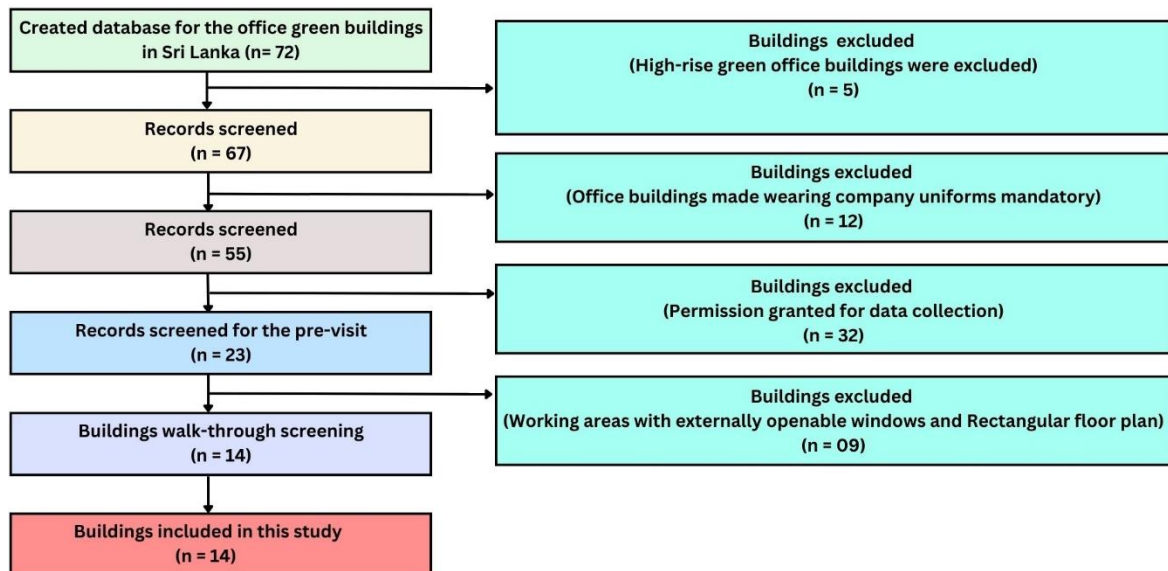 Created database for the office green buildings
in Sri Lanka (n= 72)
Buildings excluded
(High-rise green office buildings were excluded)
(n = 5)
Records screened
(n = 67)
Buildings excluded
(Office buildings made wearing company uniforms mandatory)
(n = 12)
Records screened
(n = 55)
Buildings excluded
(Permission granted for data collection)
(n = 32)
Records screened for the pre-visit
(n = 23)
Buildings excluded
(Working areas with externally openable windows and Rectangular floor plan)
(n = 09)
Buildings walk-through screening
(n = 14)
Buildings included in this study
(n = 14)